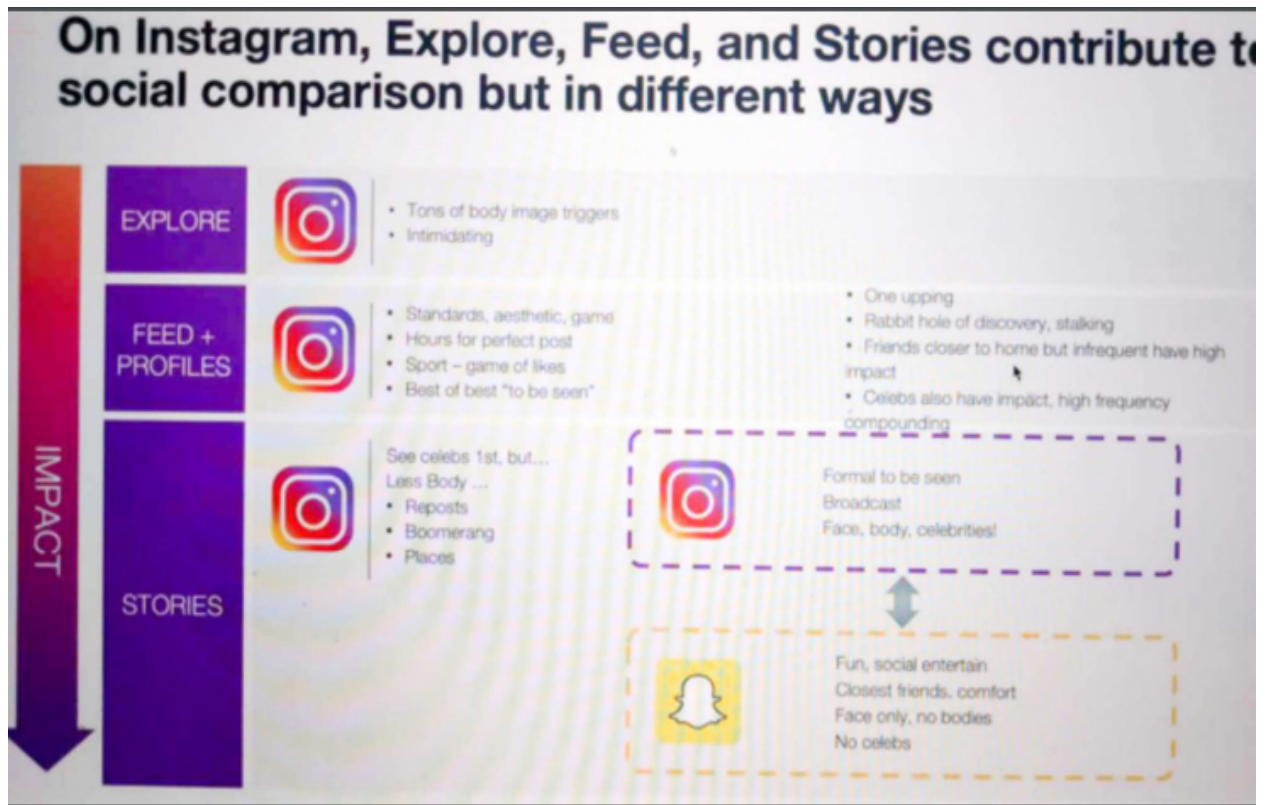 On Instagram, Explore, Feed, and Stories contribute
social comparison but in different ways
EXPLORE
• Tons of body image triggers
• Intimidating
FEED +
PROFILES
• Standards, aesthetic, game
• Hours for perfect post
• Sport – game of likes
• Best of best "to be seen"
• One upping
• Rabbit hole of discovery, stalking
• Friends closer to home but infrequent have high
impact
• Celebs also have impact, high frequency
compounding
IMPACT
STORIES
See celebs 1st, but...
Less Body ...
• Reposts
• Boomerang
• Places
Formal to be seen
Broadcast
Face, body, celebrities!
Fun, social entertain
Closest friends, comfort
Face only, no bodies
No celebs